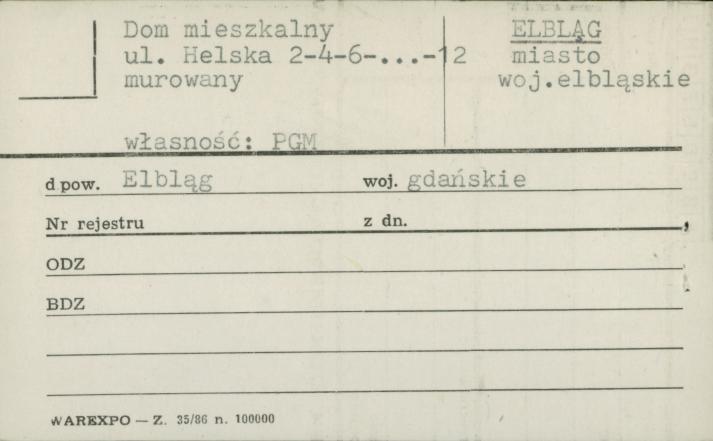 Dom mieszkalny
ul. Helska 2-4-6-...-12
murowany
własność: PGM
ELBLĄG
miasto
woj.elbląskie
d pow. Elbląg woj. gdańskie
Nr rejestru z dn.
ODZ
BDZ
WAREXPO — Z. 35/86 n. 100000